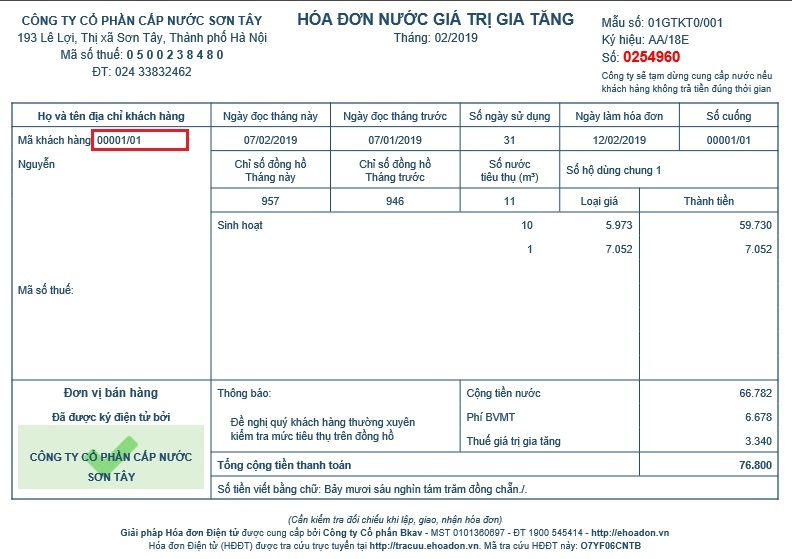 CÔNG TY CỔ PHẦN CẤP NƯỚC SƠN TÂY
193 Lê Lợi, Thị xã Sơn Tây, Thành phố Hà Nội
Mã số thuế: 0 5 0 0 2 3 8 4 8 0
ĐT: 024 33832462
HÓA ĐƠN NƯỚC GIÁ TRỊ GIA TĂNG
Tháng: 02/2019
Mẫu số: 01GTKT0/001
Ký hiệu: AA/18E
Số: 0254960
Công ty sẽ tạm dừng cung cấp nước nếu
khách hàng không trả tiền đúng thời gian
Họ và tên địa chỉ khách hàng
Mã khách hàng 00001/01
Nguyễn
Mã số thuế:
Ngày đọc tháng này Ngày đọc tháng trước Số ngày sử dụng Ngày làm hóa đơn Số cuống
07/02/2019 07/01/2019 31 12/02/2019 00001/01
Chỉ số đồng hồ Tháng này Chỉ số đồng hồ Tháng trước Số nước tiêu thụ (m³) Số hộ dùng chung 1
957 946 11 Loại giá Thành tiền
Sinh hoạt 10 5.973 59.730
1 7.052 7.052
Đơn vị bán hàng
Đã được ký điện tử bởi
CÔNG TY CỔ PHẦN CẤP NƯỚC
SƠN TÂY
Thông báo:
Đề nghị quý khách hàng thường xuyên
kiểm tra mức tiêu thụ trên đồng hồ
Cộng tiền nước 66.782
Phí BVMT 6.678
Thuế giá trị gia tăng 3.340
Tổng cộng tiền thanh toán 76.800
Số tiền viết bằng chữ: Bảy mươi sáu nghìn tám trăm đồng chẵn./.
(Cần kiểm tra đối chiếu khi lập, giao, nhận hóa đơn)
Giải pháp Hóa đơn Điện tử được cung cấp bởi Công ty Cổ phần Bkav - MST 0101360697 - ĐT 1900 545414 - http://ehoadon.vn
Hóa đơn Điện tử (HĐĐT) được tra cứu trực tuyến tại http://tracuu.ehoadon.vn. Mã tra cứu HĐĐT này: O7YF06CNTB